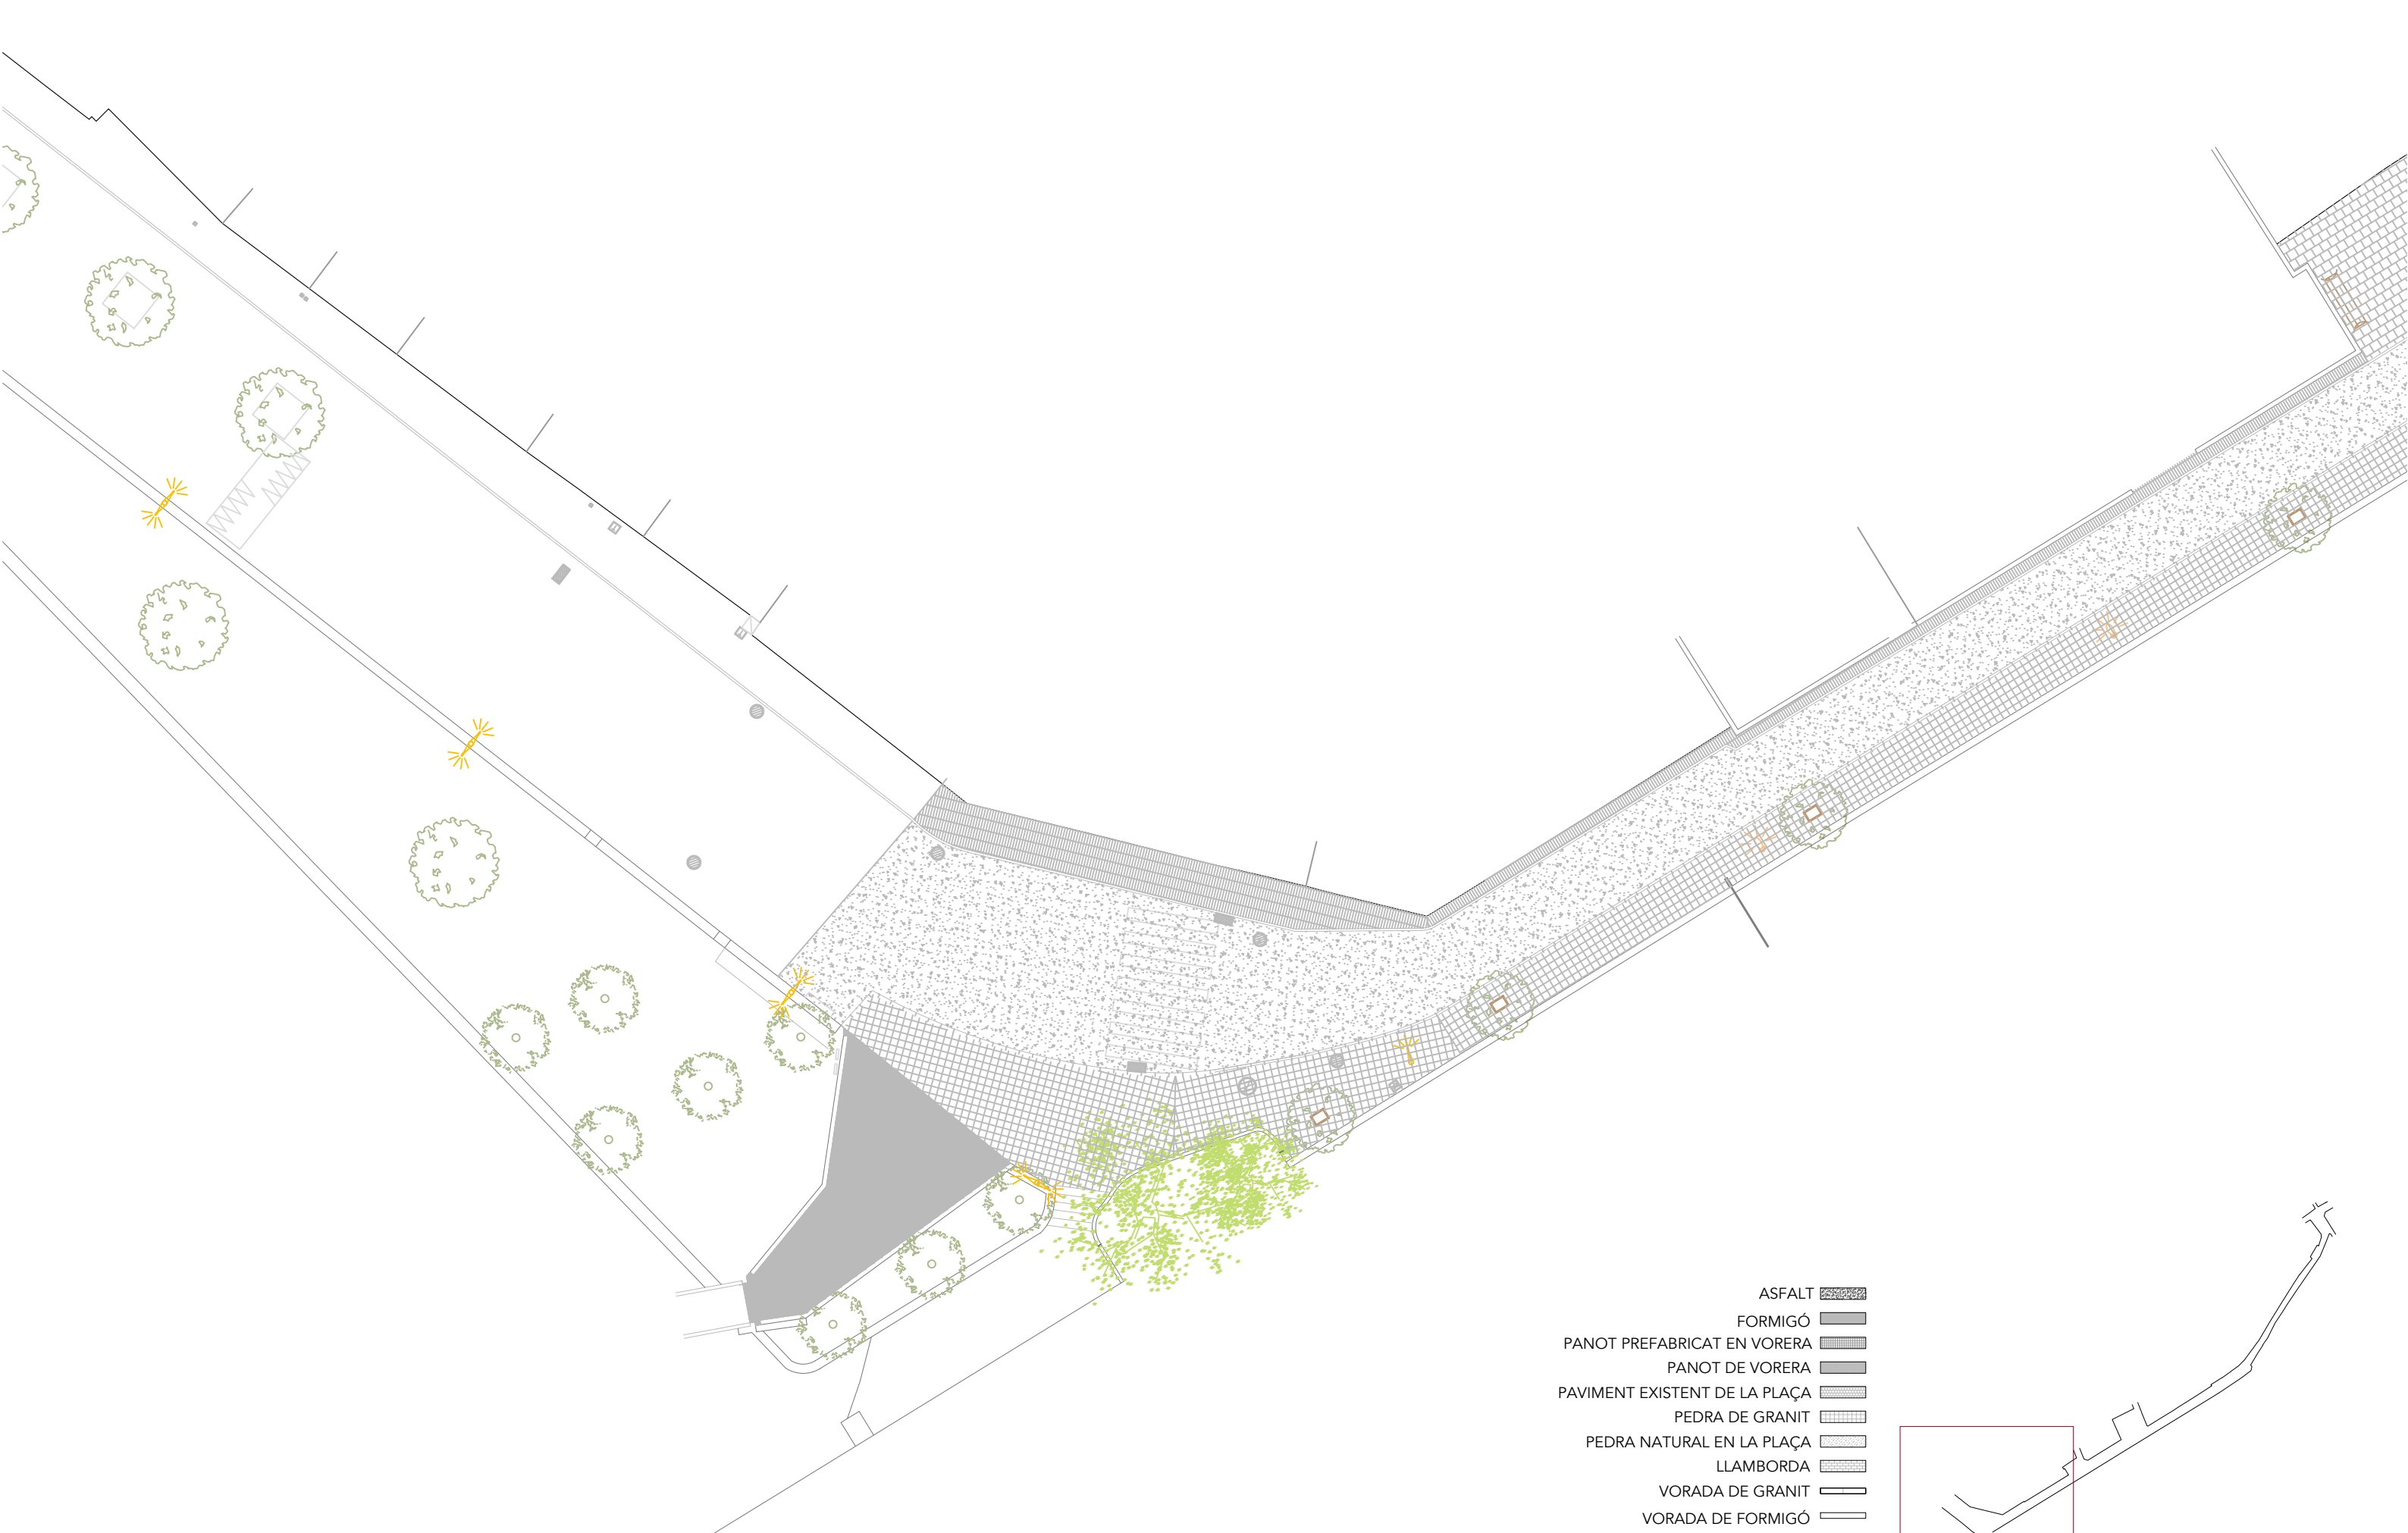 ASFALT
FORMIGÓ
PANOT PREFABRICAT EN VORERA
PANOT DE VORERA
PAVIMENT EXISTENT DE LA PLAÇA
PEDRA DE GRANIT
PEDRA NATURAL EN LA PLAÇA
LLAMBORDA
VORADA DE GRANIT
VORADA DE FORMIGÓ